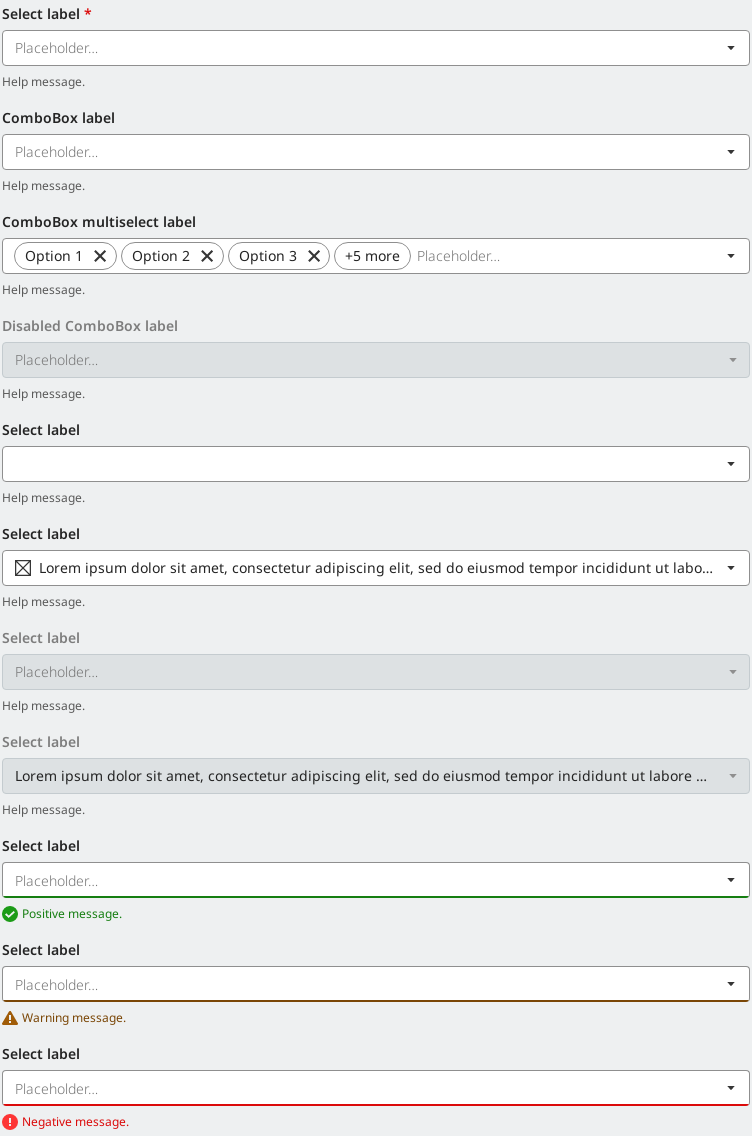 Select label *
Placeholder...
Help message.
ComboBox label
Placeholder...
Help message.
ComboBox multiselect label
Option 1 Option 2 Option 3 +5 more Placeholder...
Help message.
Disabled ComboBox label
Placeholder...
Help message.
Select label
Help message.
Select label
Lorem ipsum dolor sit amet, consectetur adipiscing elit, sed do eiusmod tempor incididunt ut labo...
Help message.
Select label
Placeholder...
Help message.
Select label
Lorem ipsum dolor sit amet, consectetur adipiscing elit, sed do eiusmod tempor incididunt ut labore ...
Help message.
Select label
Placeholder...
Positive message.
Select label
Placeholder...
Warning message.
Select label
Placeholder...
Negative message.